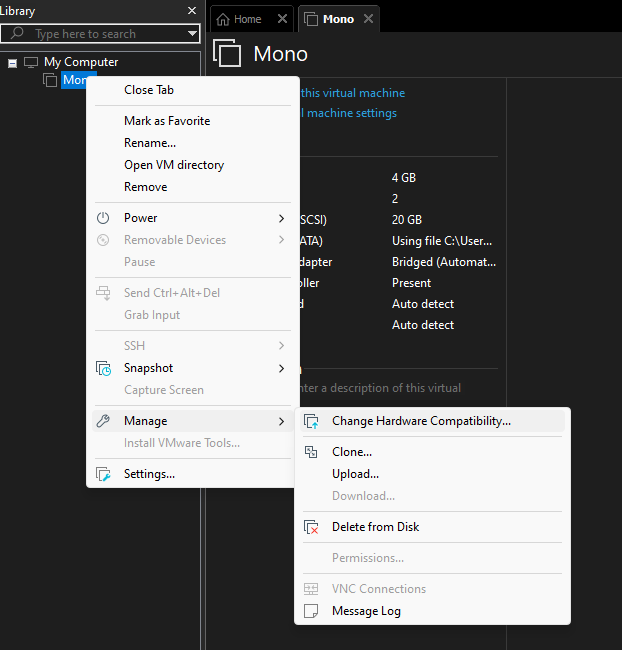 Library
Home
Mono
Type here to search
My Computer
Mono
Close Tab
this virtual machine
l machine settings
Mark as Favorite
Rename...
Open VM directory
Remove
4 GB
2
Power
SCSI)
20 GB
Removable Devices
ATA)
Using file C:\User...
Pause
dapter
Bridged (Automat...
ller
Present
Send Ctrl+Alt+Del
d
Auto detect
Grab Input
Auto detect
SSH
Snapshot
Capture Screen
nter a description of this virtual
Manage
Change Hardware Compatibility...
Install VMware Tools...
Clone...
Settings...
Upload...
Download...
Delete from Disk
Permissions...
VNC Connections
Message Log